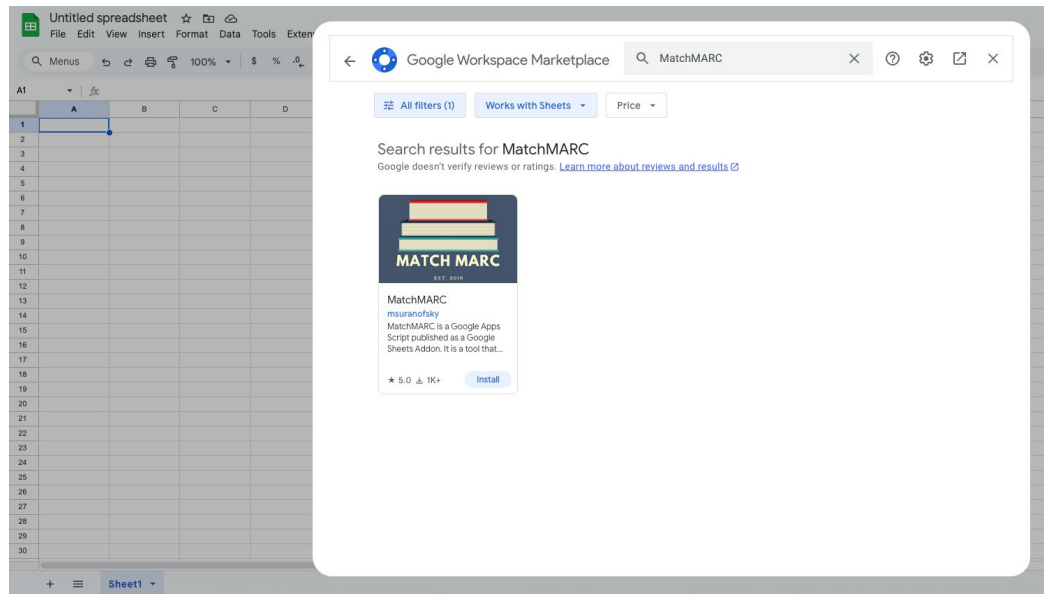 Untitled spreadsheet
File Edit View Insert Format Data Tools Exten
Menus 100% $ % .0
A1 fx
A B C D
1
2
3
4
5
6
7
8
9
10
11
12
13
14
15
16
17
18
19
20
21
22
23
24
25
26
27
28
29
30
Sheet1
Google Workspace Marketplace MatchMARC
All filters (1) Works with Sheets Price
Search results for MatchMARC
Google doesn't verify reviews or ratings. Learn more about reviews and results
MATCH MARC
EST. 2018
MatchMARC
msuranofsky
MatchMARC is a Google Apps
Script published as a Google
Sheets Addon. It is a tool that...
5.0 1K+ Install